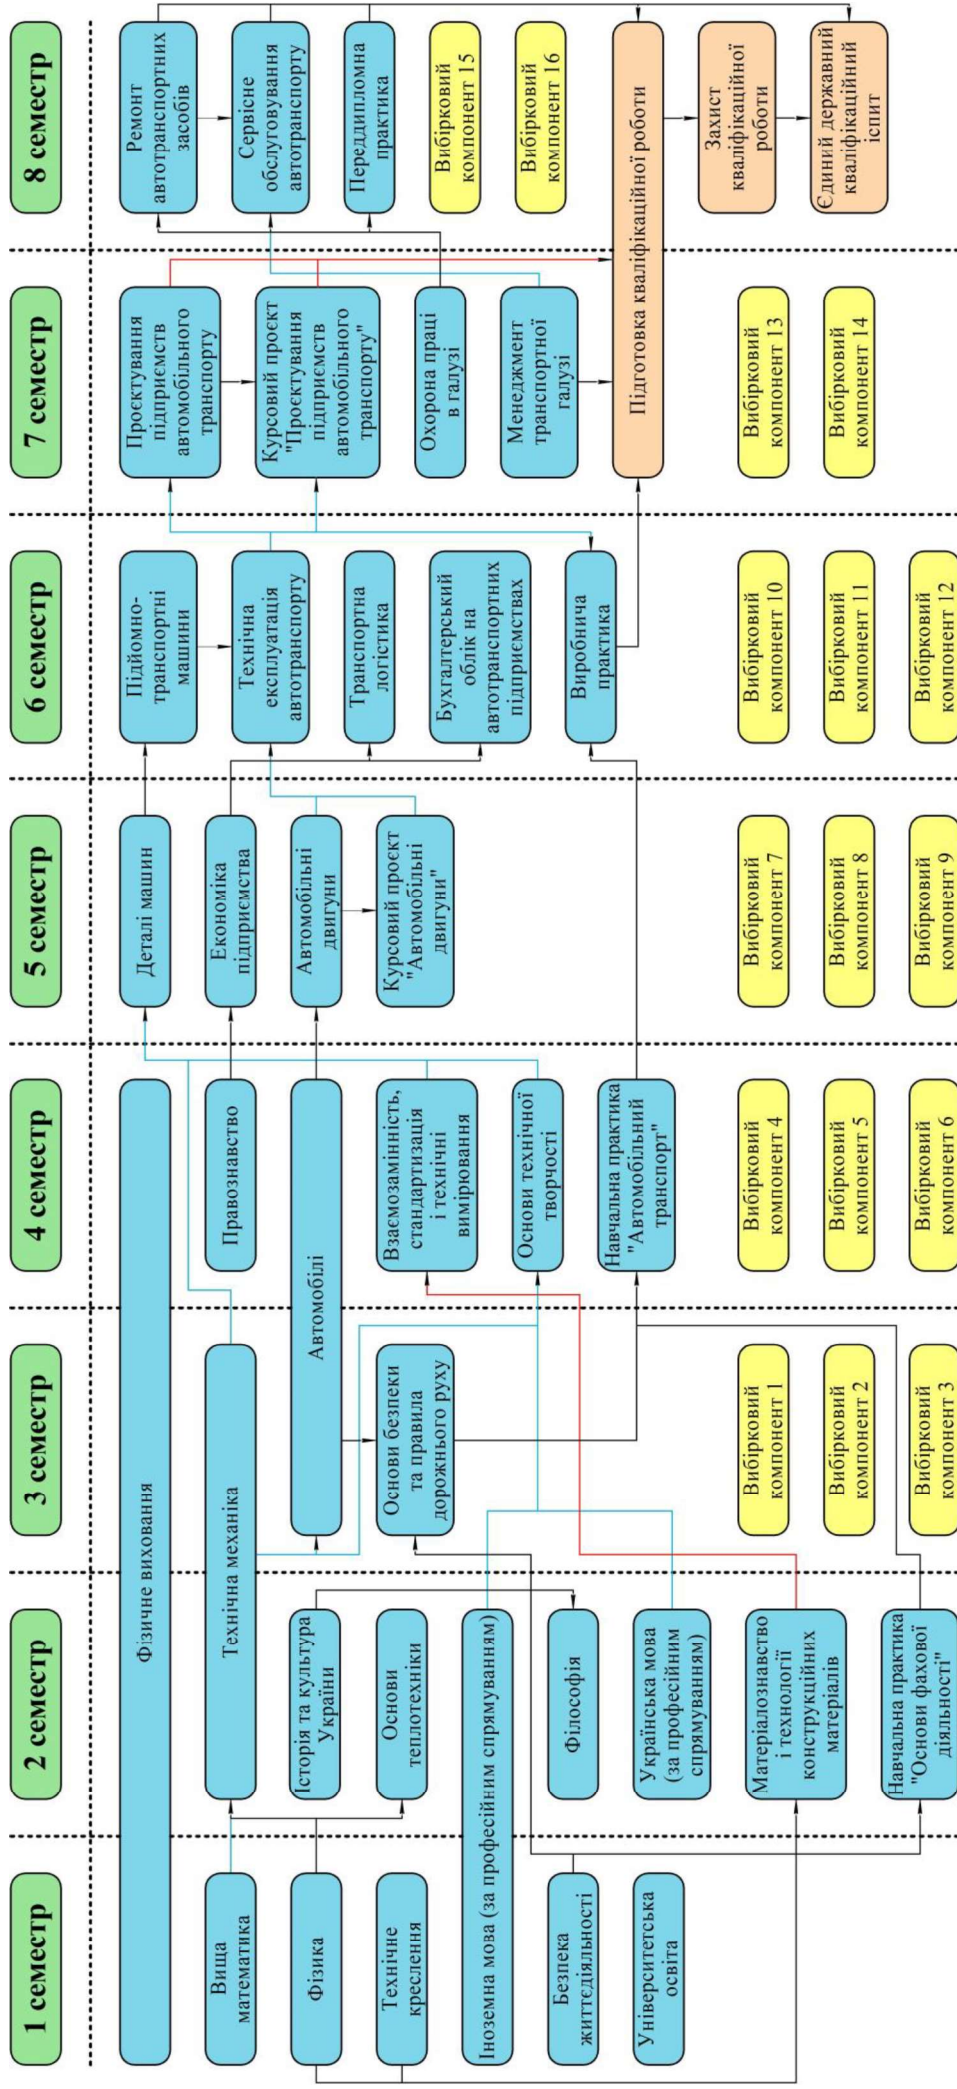 1 семестр
2 семестр
3 семестр
4 семестр
5 семестр
6 семестр
7 семестр
8 семестр
Фізичне виховання
Вища
математика
Фізика
Технічне
креслення
Іноземна мова (за професійним спрямуванням)
Безпека
життєдіяльності
Університетська
освіта
Технічна механіка
Історія та культура
України
Основи
теплотехніки
Філософія
Українська мова
(за професійним
спрямуванням)
Матеріалознавство
і технології
конструкційних
матеріалів
Навчальна практика
"Основи фахової
діяльності"
Автомобілі
Основи безпеки
та правила
дорожнього руху
Вибірковий
компонент 1
Вибірковий
компонент 2
Вибірковий
компонент 3
Правознавство
Взаємозамінність,
стандартизація
і технічні
вимірювання
Основи технічної
творчості
Навчальна практика
"Автомобільний
транспорт"
Вибірковий
компонент 4
Вибірковий
компонент 5
Вибірковий
компонент 6
Деталі машин
Економіка
підприємства
Автомобільні
двигуни
Курсовий проєкт
"Автомобільні
двигуни"
Вибірковий
компонент 7
Вибірковий
компонент 8
Вибірковий
компонент 9
Підйомно-
транспортні
машини
Технічна
експлуатація
автотранспорту
Транспортна
логістика
Бухгалтерський
облік на
автотранспортних
підприємствах
Виробнича
практика
Вибірковий
компонент 10
Вибірковий
компонент 11
Вибірковий
компонент 12
Проєктування
підприємств
автомобільного
транспорту
Курсовий проєкт
"Проєктування
підприємств
автомобільного
транспорту"
Охорона праці
в галузі
Менеджмент
транспортної
галузі
Підготовка кваліфікаційної роботи
Вибірковий
компонент 13
Вибірковий
компонент 14
Ремонт
автотранспортних
засобів
Сервісне
обслуговування
автотранспорту
Переддипломна
практика
Вибірковий
компонент 15
Вибірковий
компонент 16
Захист
кваліфікаційної
роботи
Єдиний державний
кваліфікаційний
іспит